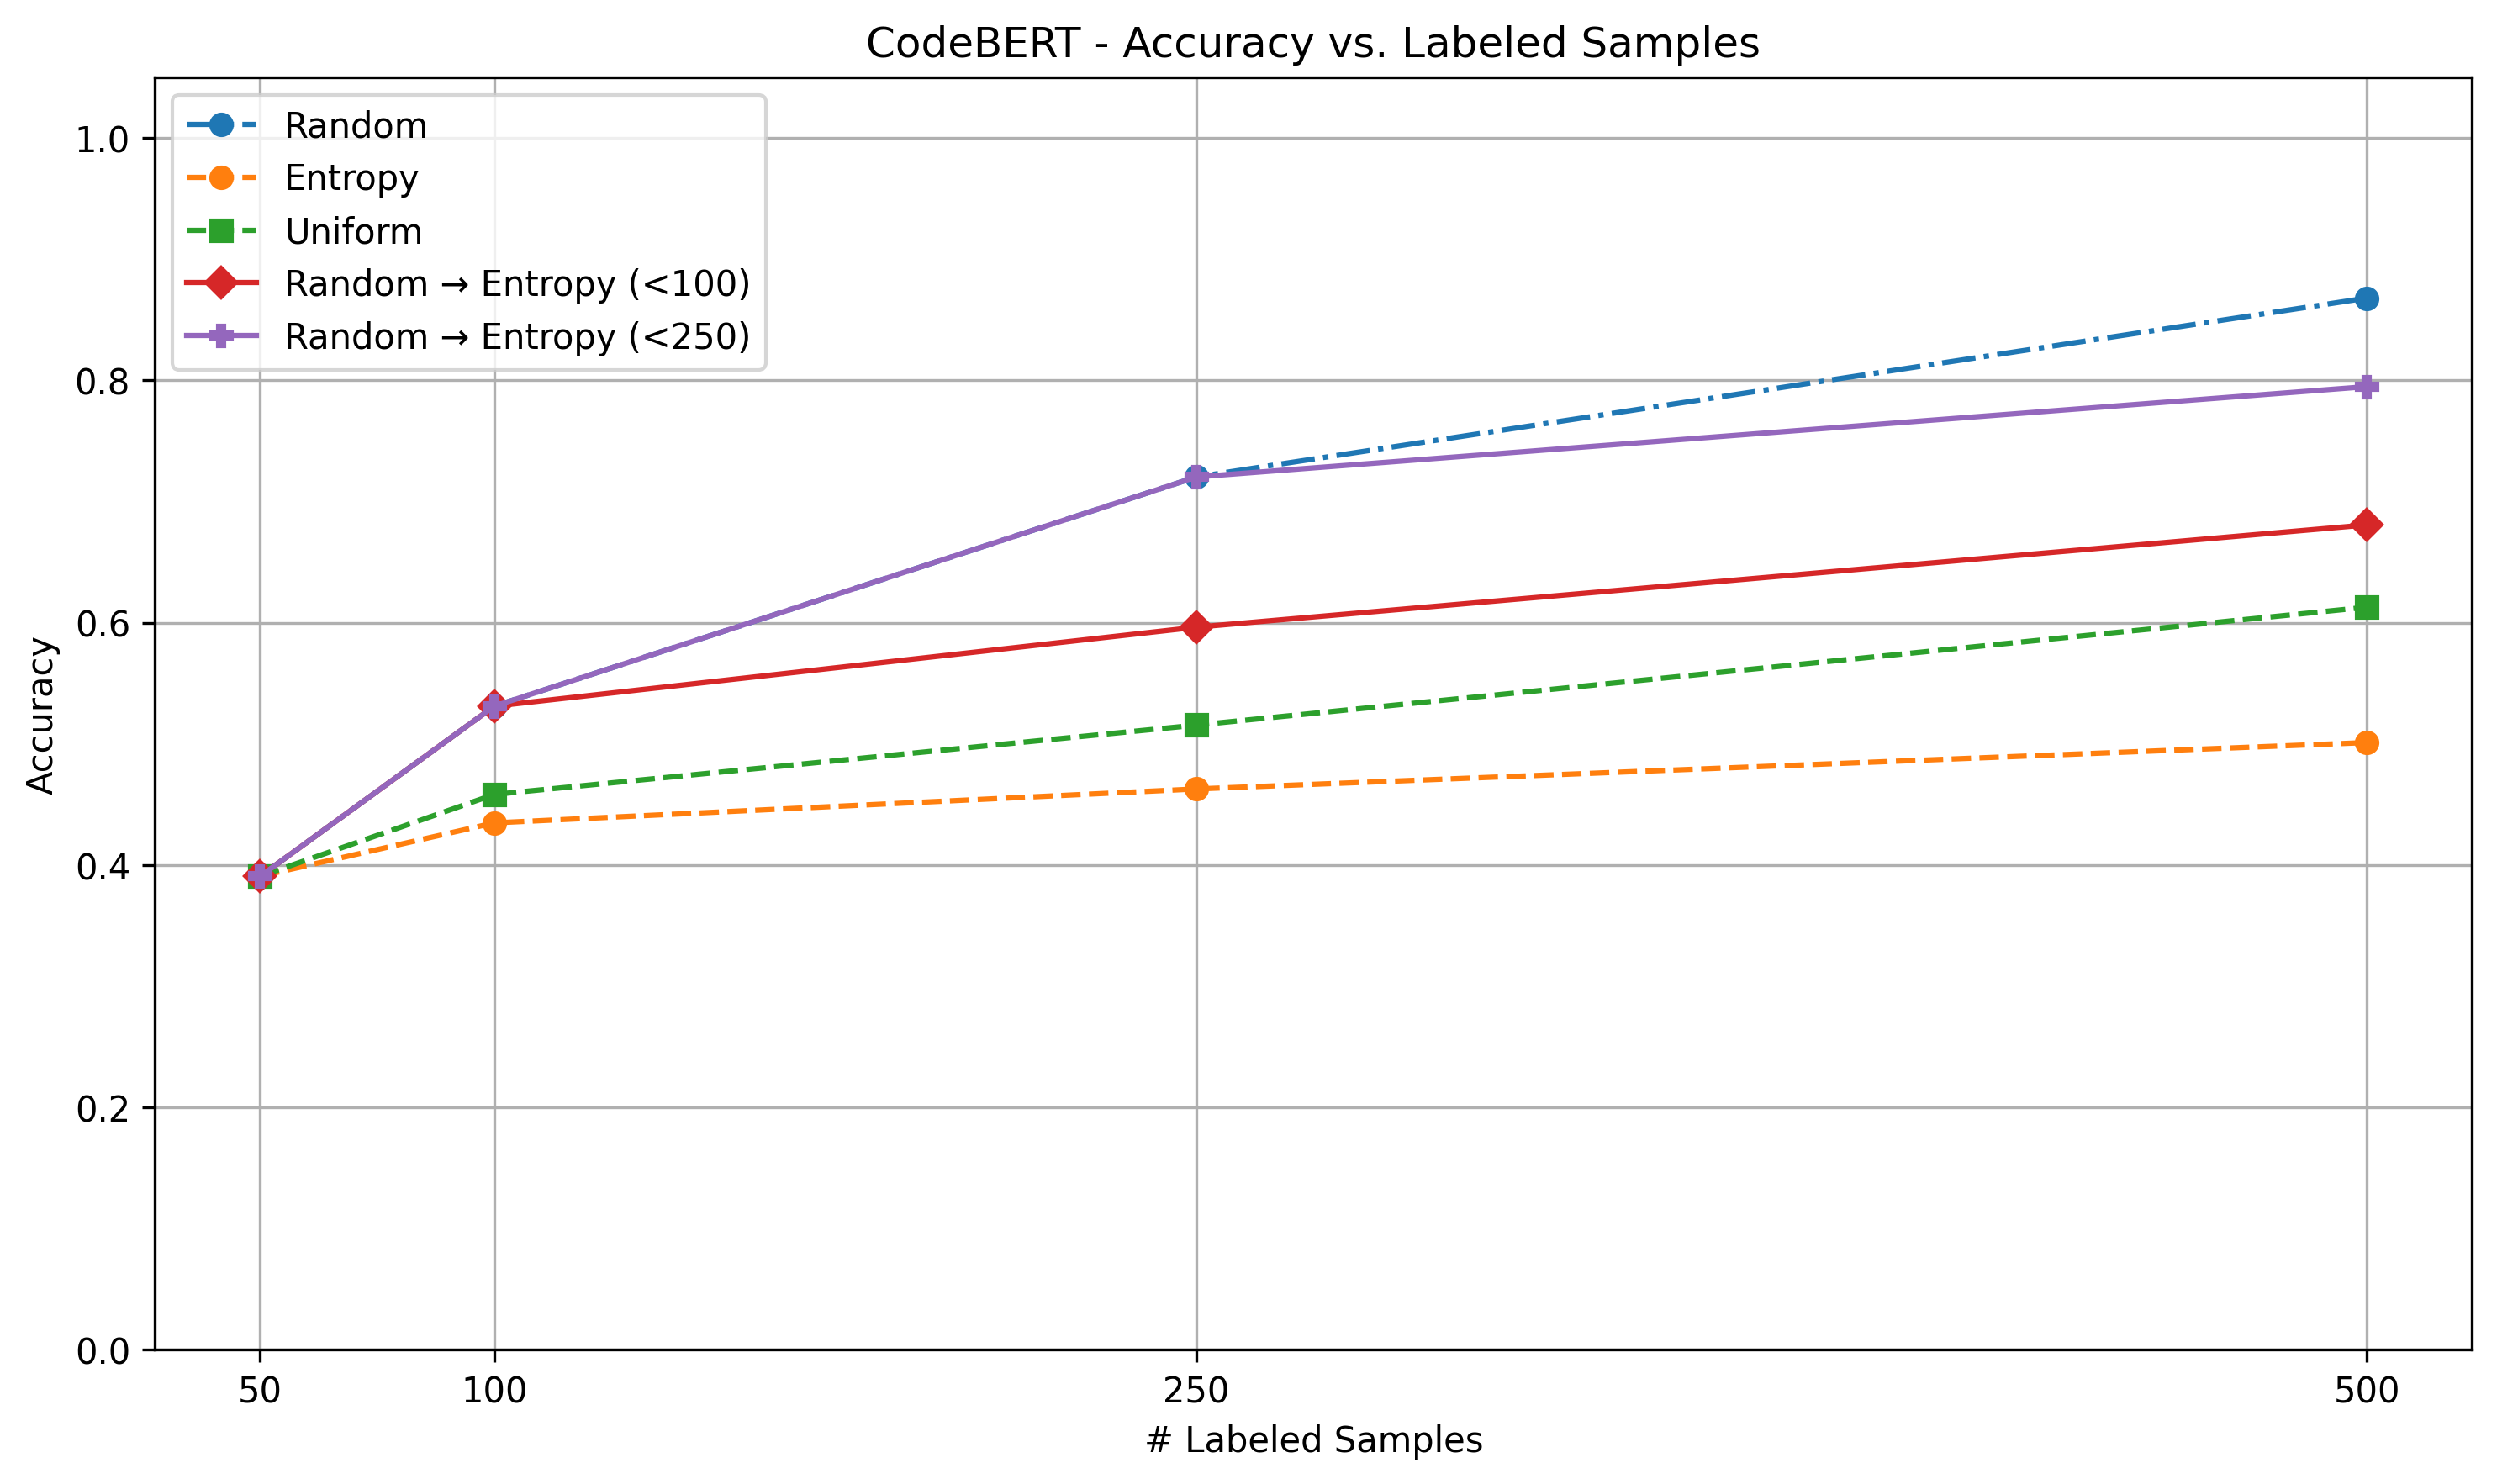 CodeBERT - Accuracy vs. Labeled Samples
Random
Entropy
Uniform
Random → Entropy (<100)
Random → Entropy (<250)
Accuracy
1.0
0.8
0.6
0.4
0.2
0.0
50 100 250 500
# Labeled Samples